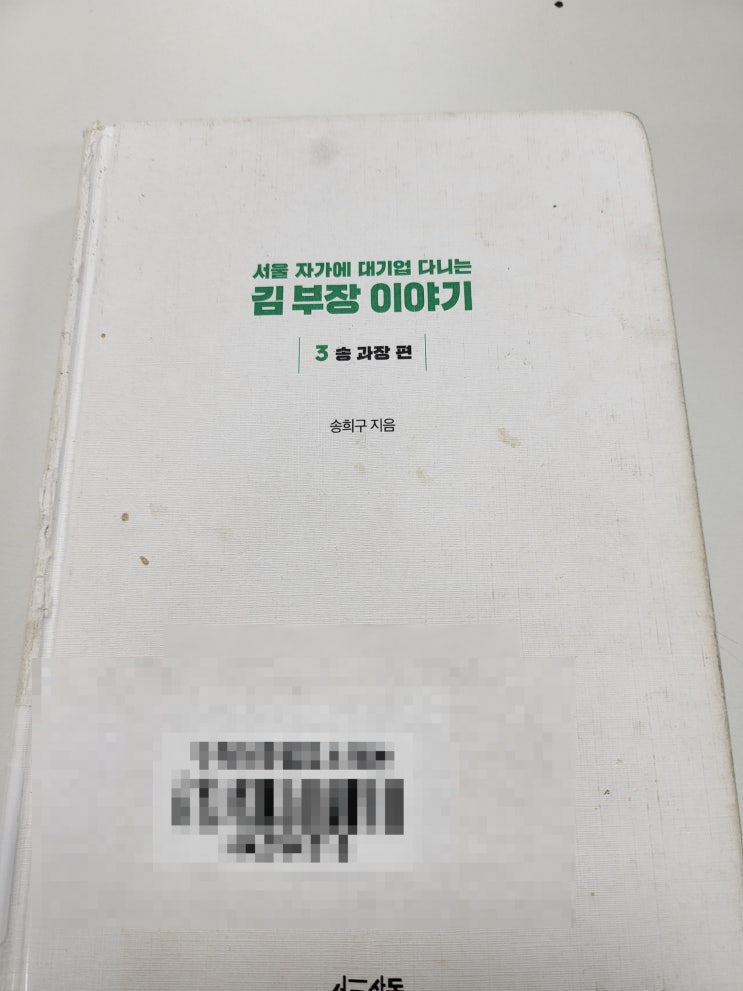 서울 자가에 대기업 다니는
김 부장 이야기
3 송 과장 편
송희구 지음